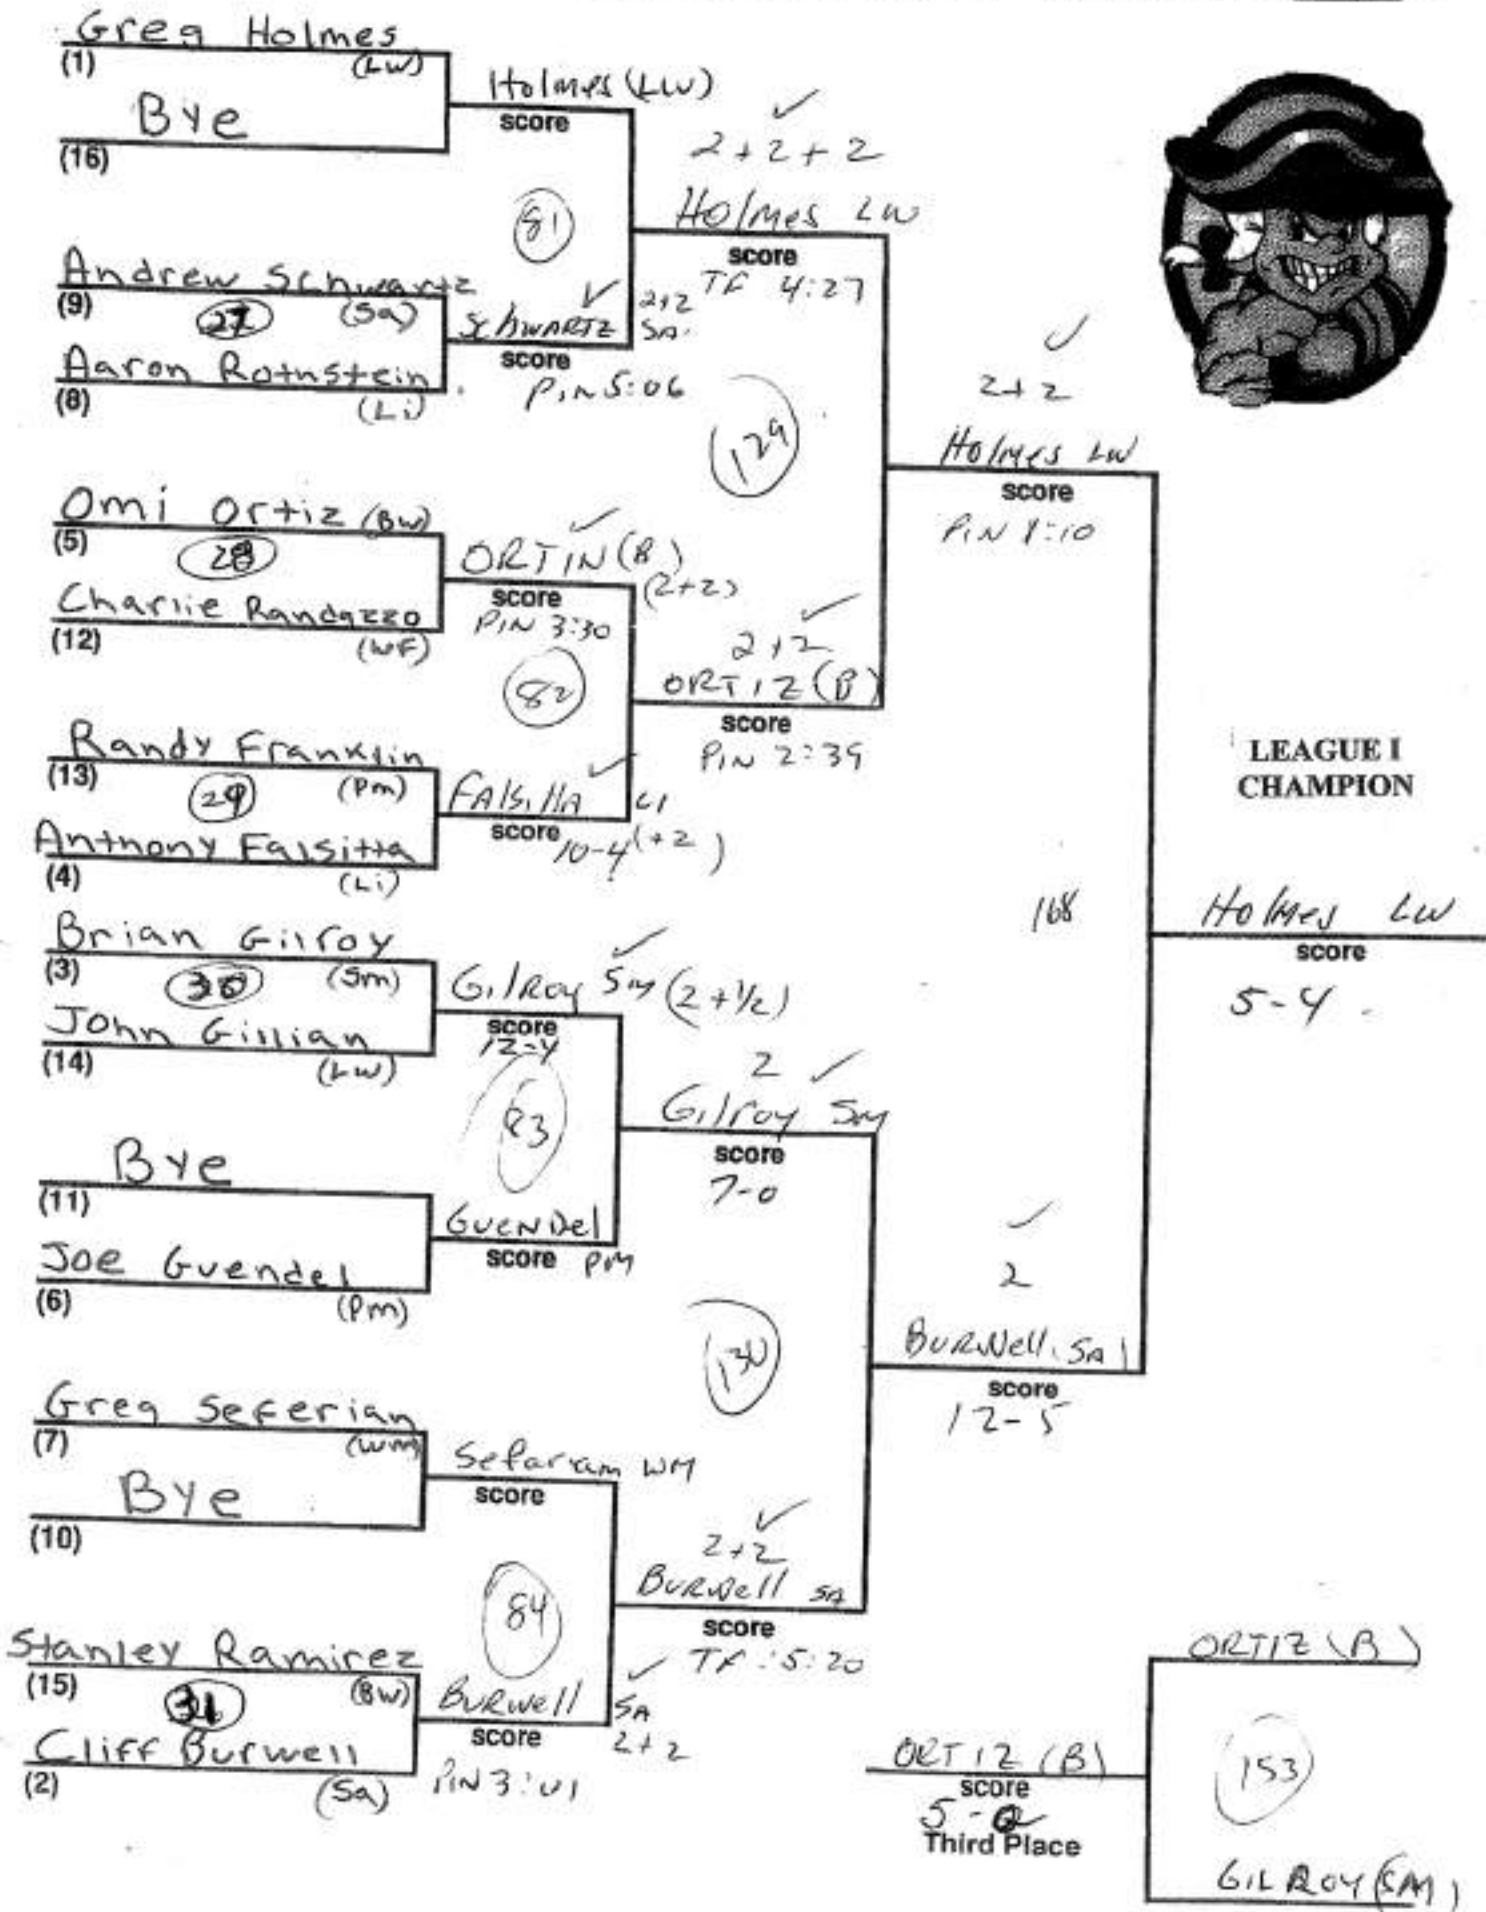 Greg Holmes
(1) (LW)
Bye
(16)
Holmes (LW)
score
81
Andrew Schwartz
(9) 27 (Sa)
Aaron Rothstein
(8) (Li)
Schwartz
score
2+2
SA
Pin 5:06
✓
2+2+2
Holmes LW
score
TF 4:27
129
Omi Ortiz (BW)
(5) 28
Charlie Randazzo
(12) (WF)
ORTIN (B)
score
(2+2)
PIN 3:30
82
Randy Franklin
(13) 29 (Pm)
Anthony Falsitta
(4) (Li)
Falsitta LI
score
10-4 (+2)
2+2
ORTIZ (B)
score
PIN 2:39
2+2
Holmes LW
score
Brian Gilroy
(3) 30 (Sm)
John Gillian
(14) (LW)
Gilroy SM (2+1/2)
score
12-4
83
Bye
(11)
Joe Guendel
(6) (Pm)
Guendel
score PM
2
Gilroy SM
score
7-0
130
Greg Seferian
(7) (WM)
Bye
(10)
Sefariam WM
score
84
Stanley Ramirez
(15) 31 (BW)
Cliff Burwell
(2) (Sa)
Burwell SA
score 2+2
PIN 3:01
2+2
Burwell SA
score
TF :5:20
2
Burwell SA
score
12-5
168
LEAGUE I
CHAMPION
Holmes LW
score
5-4
ORTIZ (B)
153
GILROY (SM)
ORTIZ (B)
score
Third Place